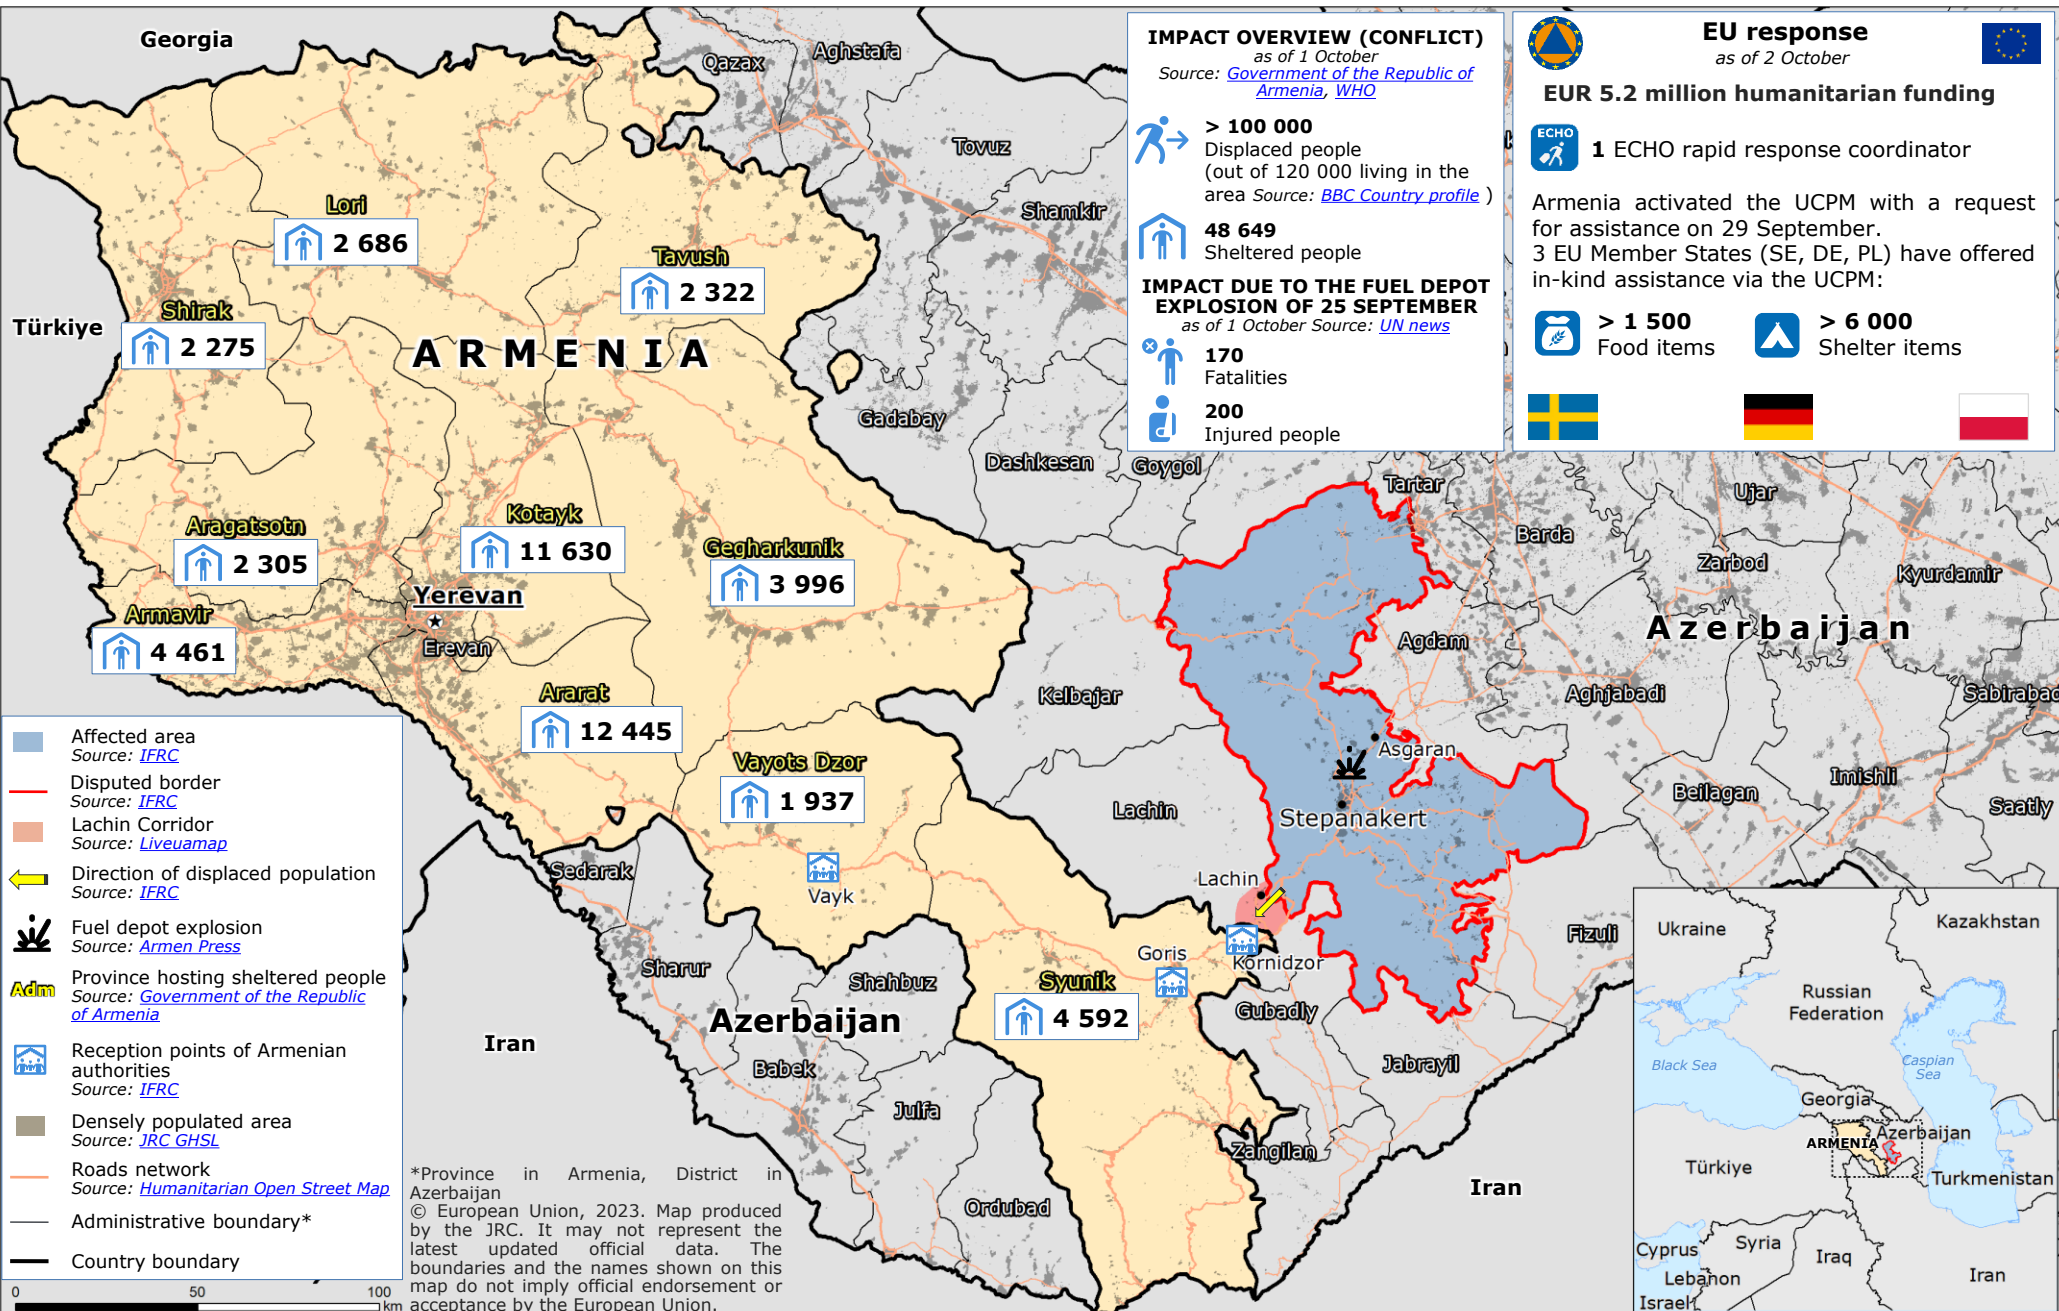 Georgia
Türkiye
ARMENIA
Lori
2 686
Tavush
2 322
Shirak
2 275
Aragatsotn
2 305
Kotayk
11 630
Gegharkunik
3 996
Yerevan
Erevan
Armavir
4 461
Ararat
12 445
Vayots Dzor
1 937
Vayk
Syunik
4 592
Goris
Kornidzor
Qazax
Aghstafa
Tovuz
Shamkir
Gadabay
Dashkesan
Goygol
Tartar
Barda
Ujar
Zarbod
Kyurdamir
Azerbaijan
Agdam
Aghjabadi
Sabirabad
Kelbajar
Asgaran
Stepanakert
Lachin
Lachin
Beilagan
Imishli
Saatly
Fizuli
Gubadly
Jabrayil
Zangilan
Iran
Sedarak
Sharur
Shahbuz
Azerbaijan
Babek
Julfa
Ordubad
Iran
IMPACT OVERVIEW (CONFLICT)
as of 1 October
Source: Government of the Republic of
Armenia, WHO
> 100 000
Displaced people
(out of 120 000 living in the
area Source: BBC Country profile )
48 649
Sheltered people
IMPACT DUE TO THE FUEL DEPOT
EXPLOSION OF 25 SEPTEMBER
as of 1 October Source: UN news
170
Fatalities
200
Injured people
EU response
as of 2 October
EUR 5.2 million humanitarian funding
ECHO
1 ECHO rapid response coordinator
Armenia activated the UCPM with a request
for assistance on 29 September.
3 EU Member States (SE, DE, PL) have offered
in-kind assistance via the UCPM:
> 1 500
Food items
> 6 000
Shelter items
Affected area
Source: IFRC
Disputed border
Source: IFRC
Lachin Corridor
Source: Liveuamap
Direction of displaced population
Source: IFRC
Fuel depot explosion
Source: Armen Press
Adm
Province hosting sheltered people
Source: Government of the Republic
of Armenia
Reception points of Armenian
authorities
Source: IFRC
Densely populated area
Source: JRC GHSL
Roads network
Source: Humanitarian Open Street Map
Administrative boundary*
Country boundary
0 50 100
km
*Province in Armenia, District in
Azerbaijan
© European Union, 2023. Map produced
by the JRC. It may not represent the
latest updated official data. The
boundaries and the names shown on this
map do not imply official endorsement or
acceptance by the European Union.
Ukraine
Kazakhstan
Russian
Federation
Black Sea
Caspian
Sea
Georgia
ARMENIA
Azerbaijan
Türkiye
Turkmenistan
Cyprus
Syria
Iraq
Lebanon
Iran
Israel